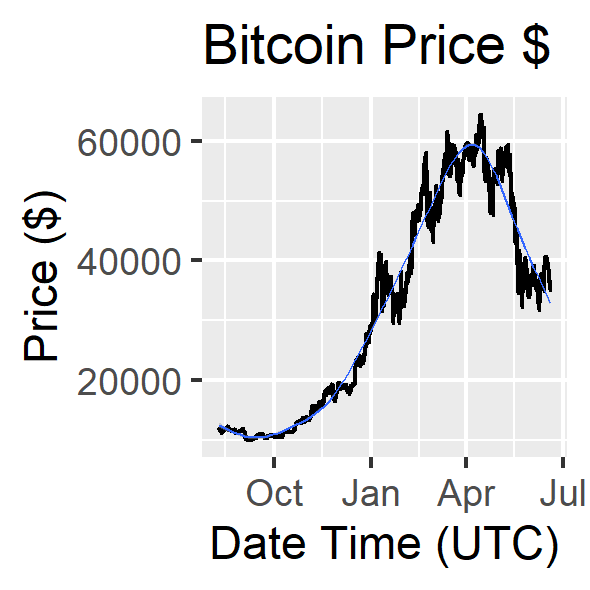 Bitcoin Price $
Price ($)
60000
40000
20000
Oct Jan Apr Jul
Date Time (UTC)